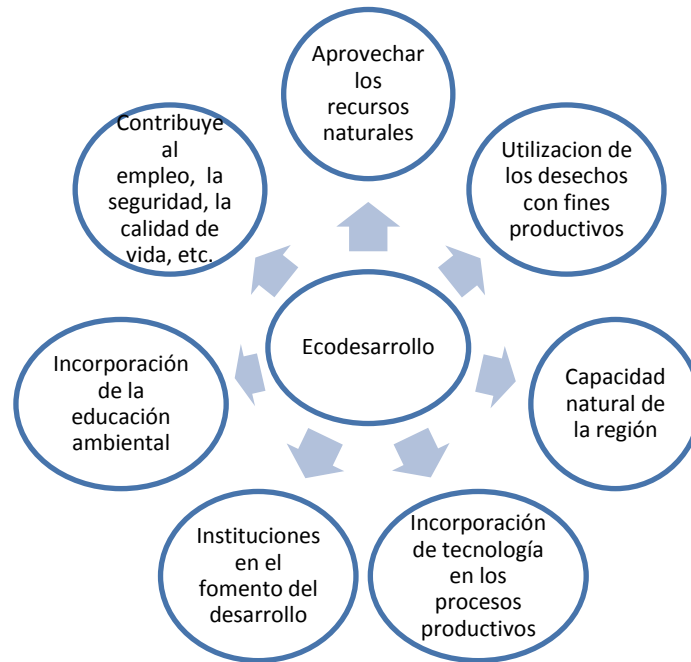 Aprovechar
los
recursos
naturales
Utilizacion de
los desechos
con fines
productivos
Capacidad
natural de
la región
Incorporación
de tecnología
en los
procesos
productivos
Instituciones
en el
fomento del
desarrollo
Incorporación
de la
educación
ambiental
Contribuye
al
empleo, la
seguridad, la
calidad de
vida, etc.
Ecodesarrollo